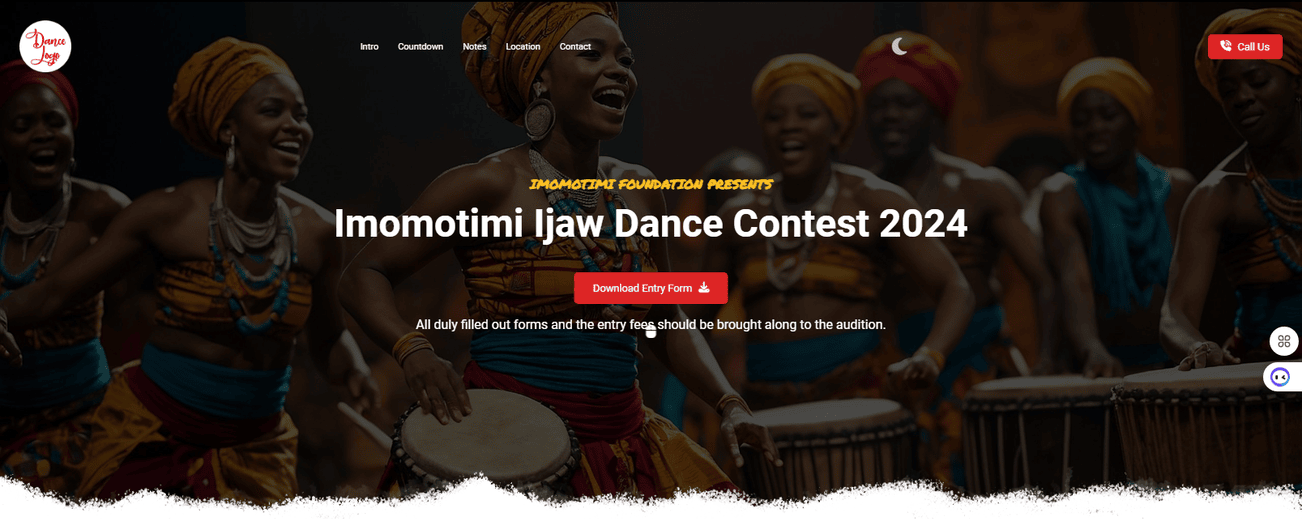 Dance
Logo
Intro
Countdown
Notes
Location
Contact
Call Us
IMOMOTIMI FOUNDATION PRESENTS
Imomotimi Ijaw Dance Contest 2024
Download Entry Form
All duly filled out forms and the entry fees should be brought along to the audition.